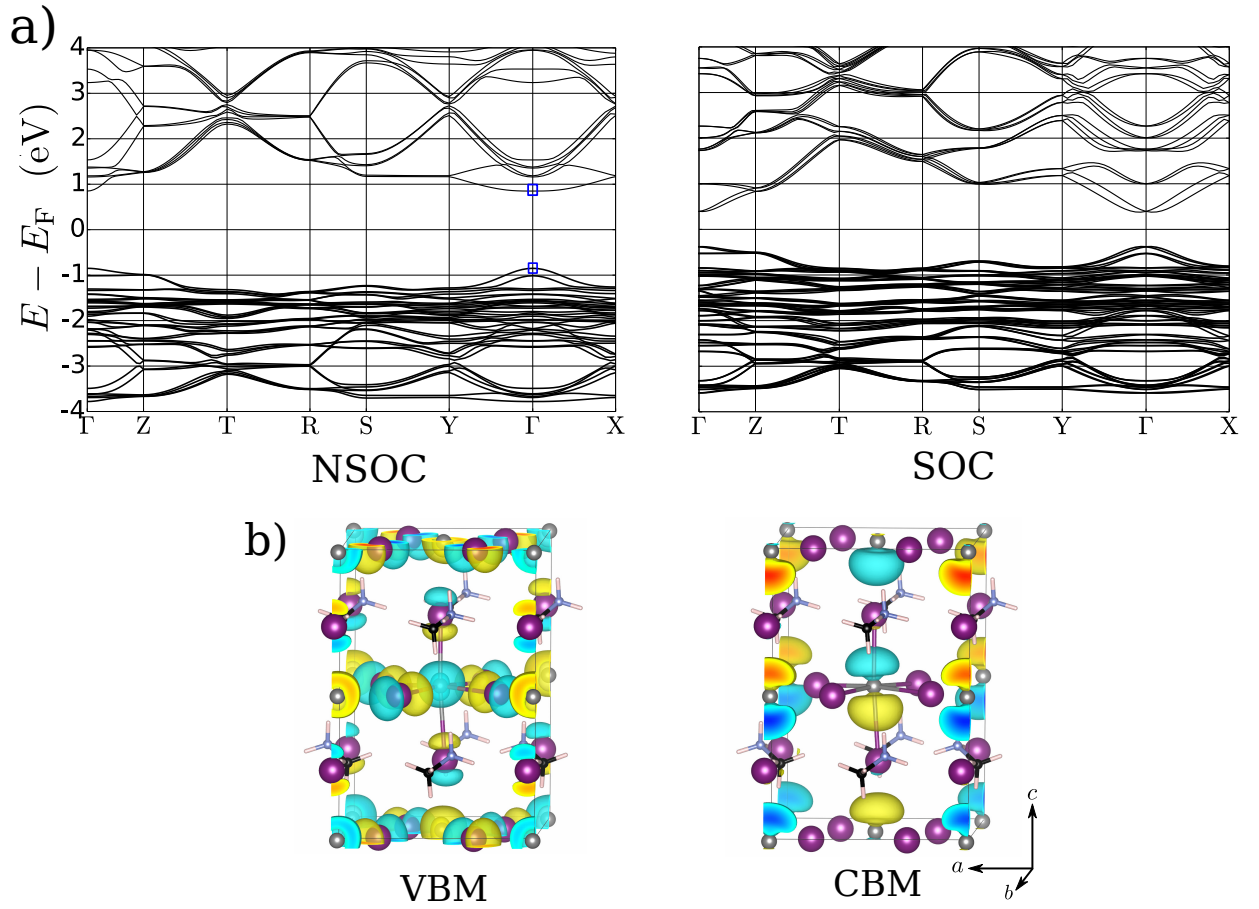 a)
E − E_F (eV)
4
3
2
1
0
-1
-2
-3
-4
Γ Z T R S Y Γ X
NSOC
Γ Z T R S Y Γ X
SOC
b)
VBM
CBM
c
a
b